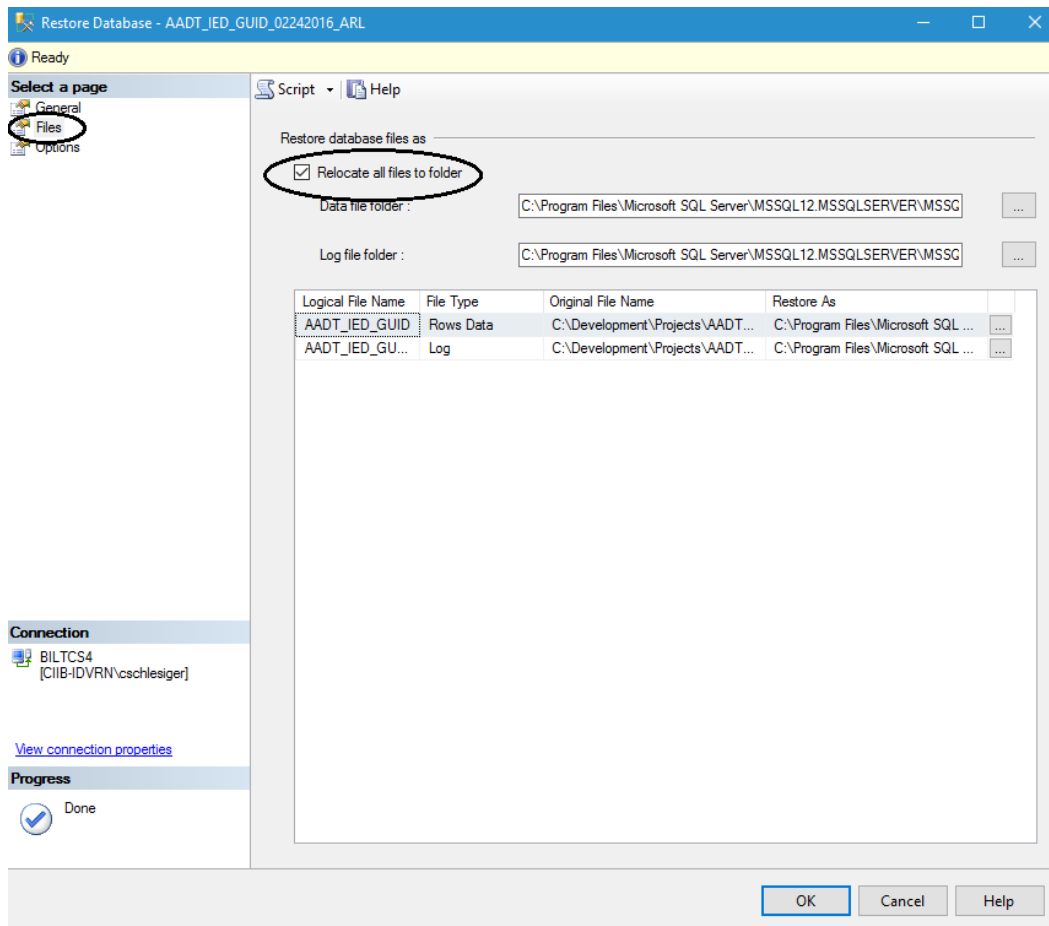 Restore Database - AADT_IED_GUID_02242016_ARL
Ready
Select a page
General
Files
Options
Script Help
Restore database files as
Relocate all files to folder
Data file folder : C:\Program Files\Microsoft SQL Server\MSSQL12.MSSQLSERVER\MSSG
...
Log file folder : C:\Program Files\Microsoft SQL Server\MSSQL12.MSSQLSERVER\MSSG
...
Logical File Name File Type Original File Name Restore As
AADT_IED_GUID Rows Data C:\Development\Projects\AADT... C:\Program Files\Microsoft SQL ... ...
AADT_IED_GU... Log C:\Development\Projects\AADT... C:\Program Files\Microsoft SQL ... ...
Connection
BILTCS4
[CIIB-IDVRN\cschlesiger]
View connection properties
Progress
Done
OK Cancel Help